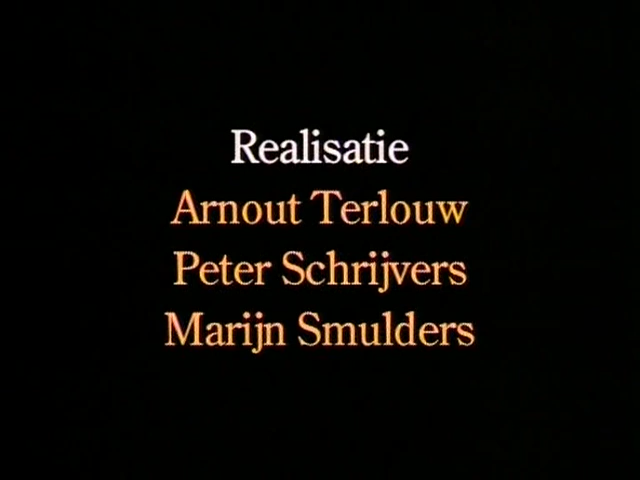 Realisatie
Arnout Terlouw
Peter Schrijvers
Marijn Smulders